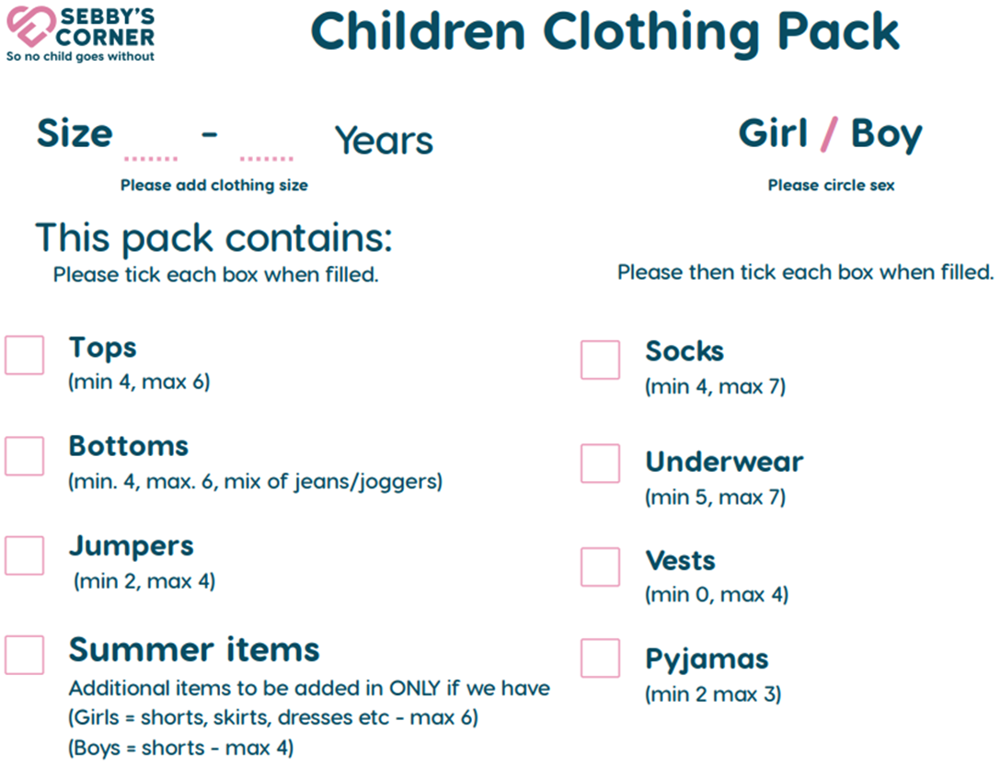 SEBBY'S
CORNER
So no child goes without
Children Clothing Pack
Size ...... - ...... Years
Please add clothing size
Girl / Boy
Please circle sex
This pack contains:
Please tick each box when filled.
Please then tick each box when filled.
Tops
(min 4, max 6)
Bottoms
(min. 4, max. 6, mix of jeans/joggers)
Jumpers
(min 2, max 4)
Summer items
Additional items to be added in ONLY if we have
(Girls = shorts, skirts, dresses etc - max 6)
(Boys = shorts - max 4)
Socks
(min 4, max 7)
Underwear
(min 5, max 7)
Vests
(min 0, max 4)
Pyjamas
(min 2 max 3)